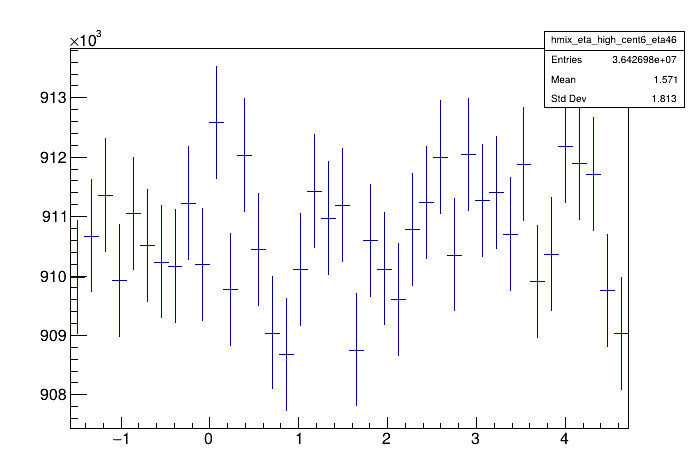 ×10³
hmix_eta_high_cent6_eta46
Entries 3.642698e+07
Mean 1.571
Std Dev 1.813
913
912
911
910
909
908
−1 0 1 2 3 4